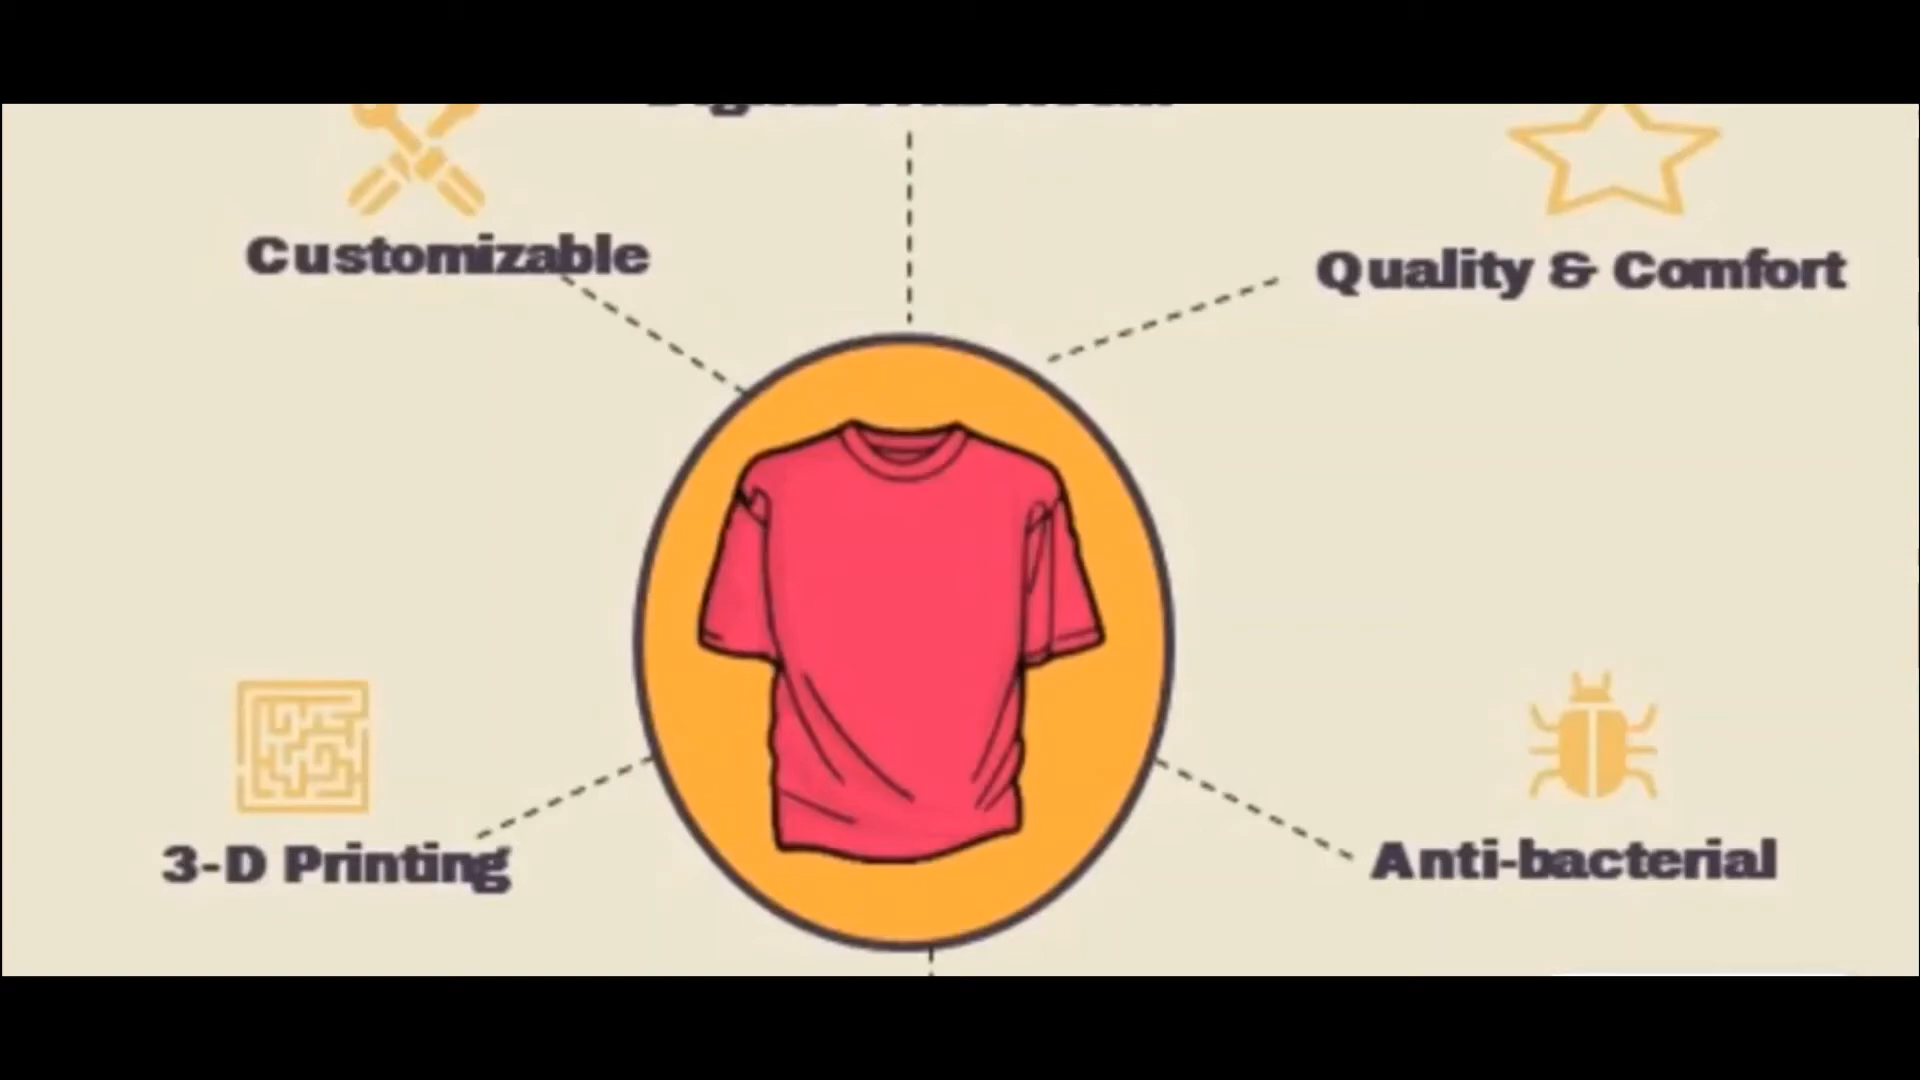 Customizable
Quality & Comfort
3-D Printing
Anti-bacterial